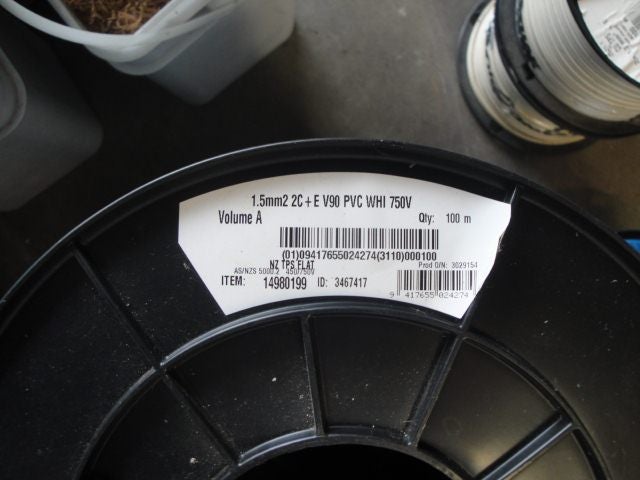 1.5mm2 2C+E V90 PVC WHI 750V
Volume A Qty: 100 m
(01)09417655024274(3110)000100
NZ TPS FLAT Prod O/N: 3029154
AS/NZS 5000.2 450/750V
ITEM: 14980199 ID: 3467417
9 417655 024274